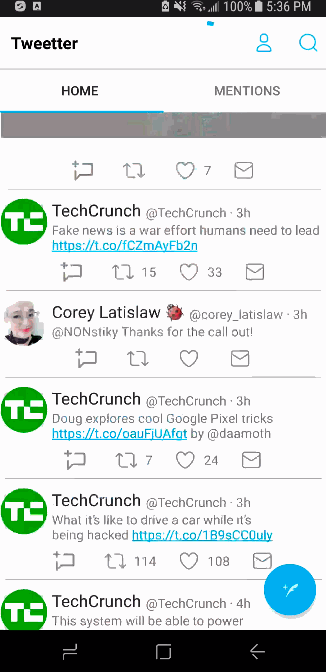 100% 5:36 PM
Tweetter
HOME MENTIONS
7
TechCrunch @TechCrunch · 3h
Fake news is a war effort humans need to lead
https://t.co/fCZmAyFb2n
15 33
Corey Latislaw 🐞 @corey_latislaw · 3h
@NONstiky Thanks for the call out!
TechCrunch @TechCrunch · 3h
Doug explores cool Google Pixel tricks
https://t.co/oauFjUAfgt by @daamoth
7 24
TechCrunch @TechCrunch · 3h
What it's like to drive a car while it's
being hacked https://t.co/1B9sCC0uly
114 108
TechCrunch @TechCrunch · 4h
This system will be able to power